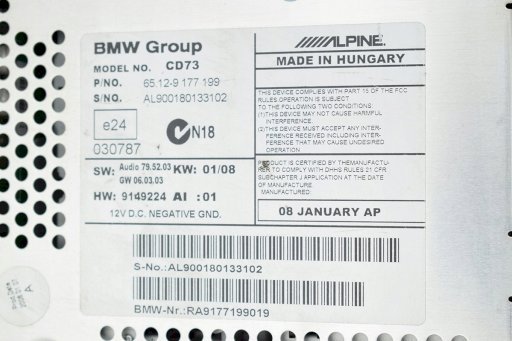 BMW Group
MODEL NO. CD73
P/NO. 65.12-9 177 199
S/NO. AL900180133102
e24
N18
030787
SW: Audio 79.52.03 KW: 01/08
GW 06.03.03
HW: 9149224 AI :01
12V D.C. NEGATIVE GND.
ALPINE
MADE IN HUNGARY
THIS DEVICE COMPLIES WITH PART 15 OF THE FCC
RULES OPERATION IS SUBJECT
TO THE FOLLOWING TWO CONDITIONS:
(1)THIS DEVICE MAY NOT CAUSE HARMFUL
INTERFERENCE.
(2)THIS DEVICE MUST ACCEPT ANY INTER-
FERENCE RECEIVED INCLUDING INTER-
FERENCE THAT MAY CAUSE UNDESIRED
OPERATION
PRODUCT IS CERTIFIED BY THEMANUFACTU-
RER TO COMPLY WITH DHHS RULES 21 CFR
SUBCHAPTER J APPLICATION AT THE DATE
OF MANUFACTURE.
MANUFACTURED:
08 JANUARY AP
S-No.:AL900180133102
BMW-Nr.:RA9177199019
A